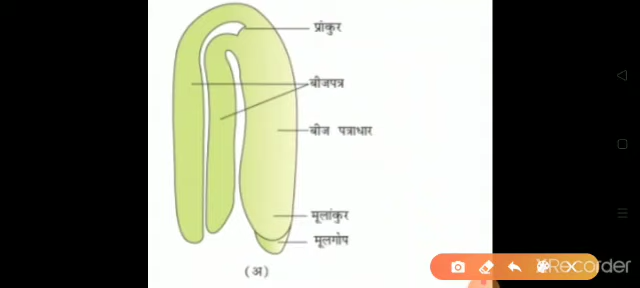 प्रांकुर
बीजपत्र
बीज पत्राधार
मूलांकुर
मूलगोप
(अ)
Recorder